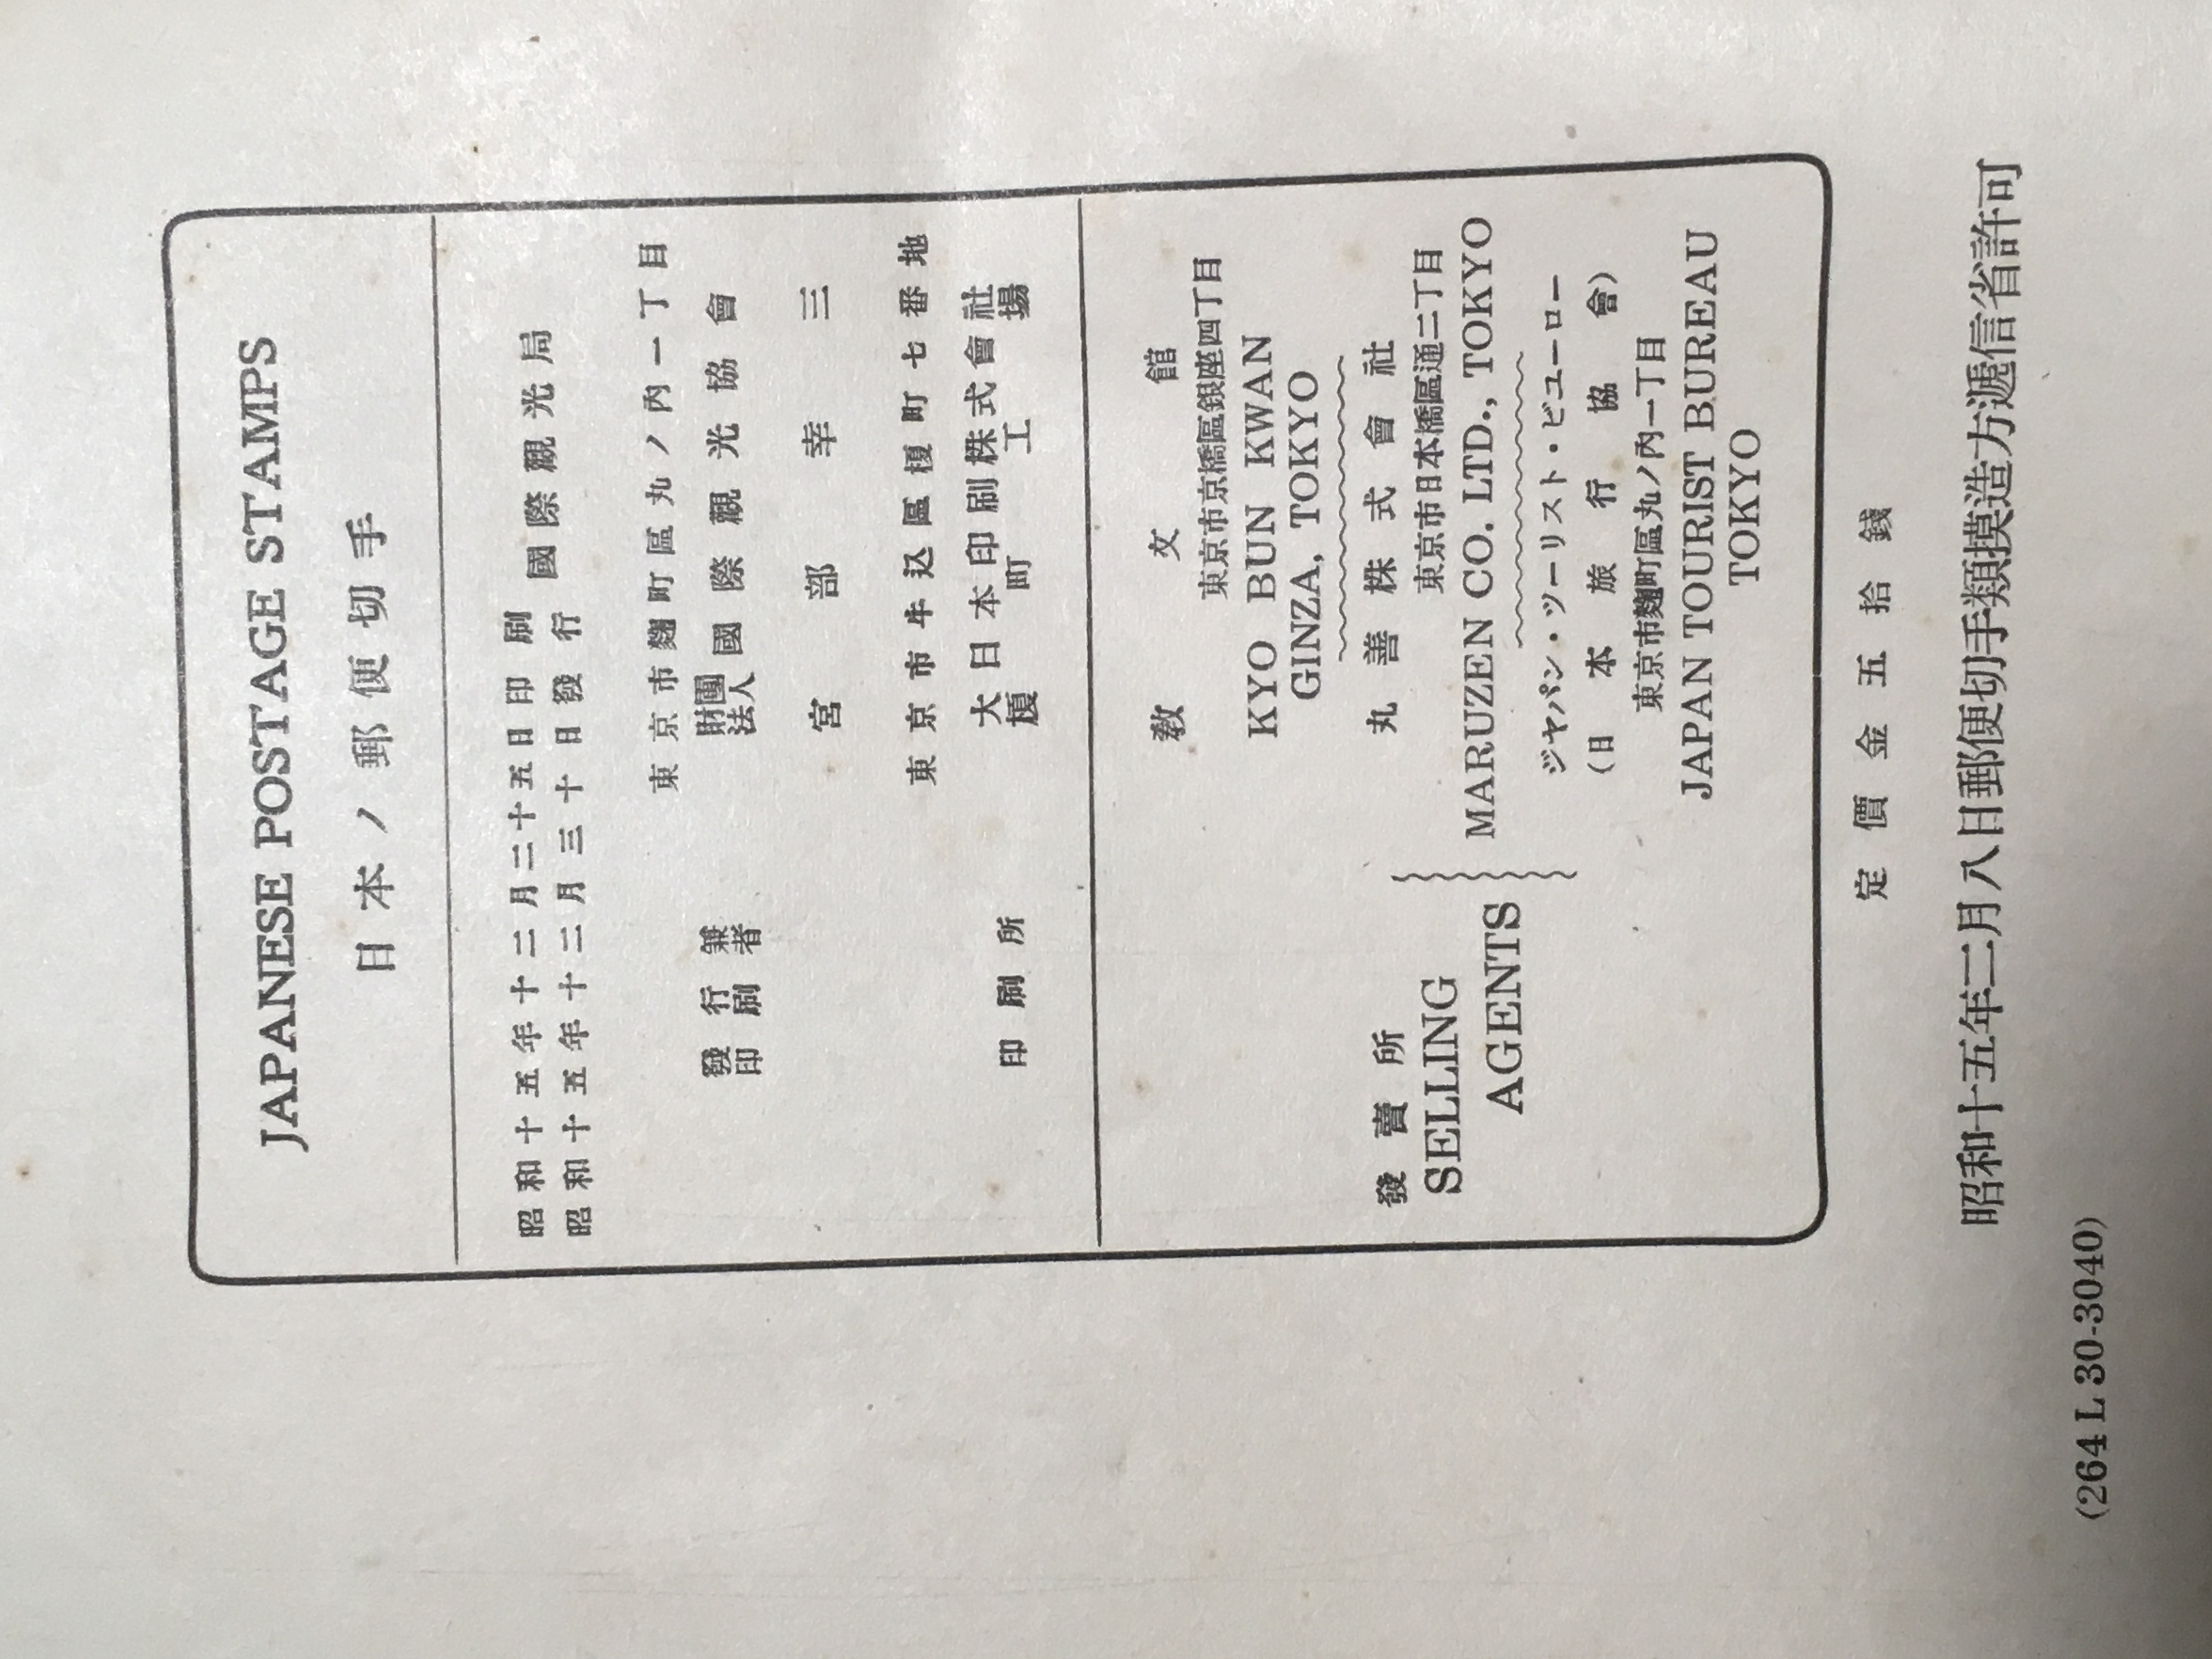 JAPANESE POSTAGE STAMPS
日本ノ郵便切手
昭和十五年十二月二十五日印刷
昭和十五年十二月三十日發行
國際觀光局
東京市麴町區丸ノ內一丁目
發行兼
印刷者
財團
法人
國際觀光協會
宮部幸三
東京市牛込區榎町七番地
印刷所
大日本印刷株式會社
榎町工場
敎文館
東京市京橋區銀座四丁目
KYO BUN KWAN
GINZA, TOKYO
發賣所
SELLING
AGENTS
丸善株式會社
東京市日本橋區通二丁目
MARUZEN CO. LTD., TOKYO
ジヤパン・ツーリスト・ビユーロー
(日本旅行協會)
東京市麴町區丸ノ內一丁目
JAPAN TOURIST BUREAU
TOKYO
定價金五拾錢
昭和十五年二月八日郵便切手類摸造方遞信省許可
(264 L 30-3040)